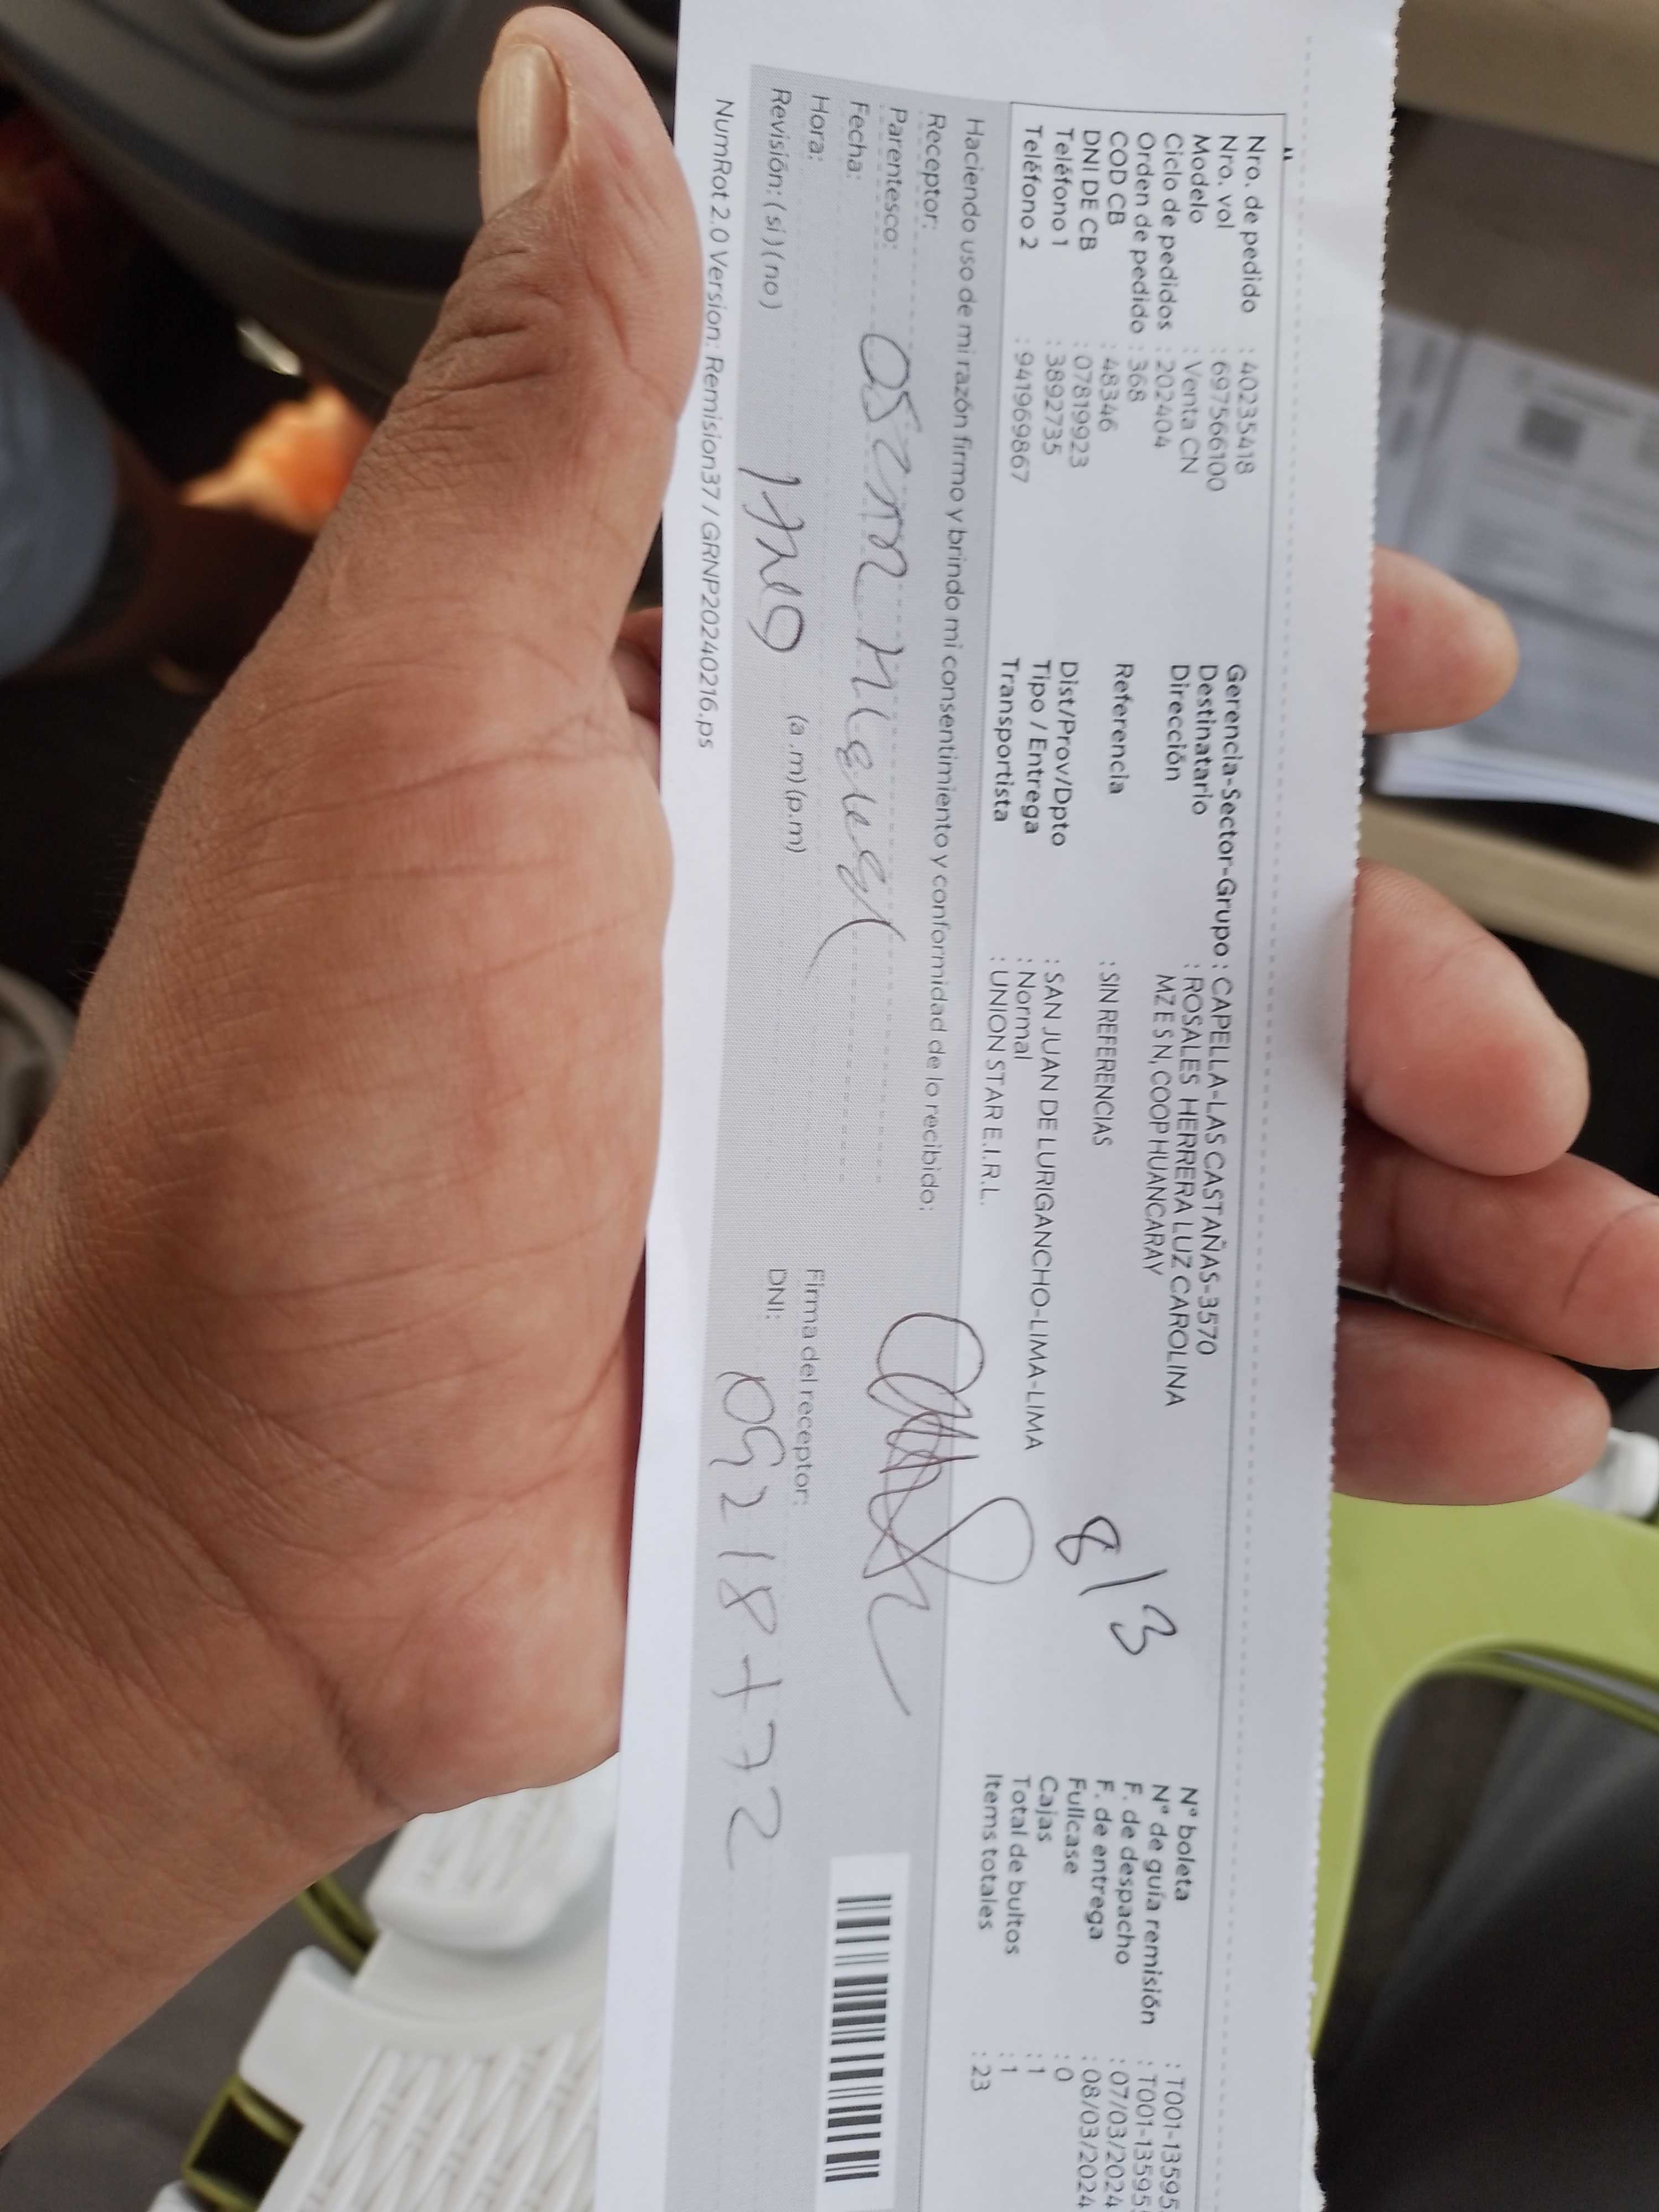 Nro. de pedido : 40235418
Nro. vol : 697566100
Modelo : Venta CN
Ciclo de pedidos : 202404
Orden de pedido : 368
COD CB : 48346
DNI DE CB : 07819923
Teléfono 1 : 3892735
Teléfono 2 : 941969867
Gerencia-Sector-Grupo : CAPELLA-LAS CASTAÑAS-3570
Destinatario : ROSALES HERRERA LUZ CAROLINA
Dirección MZ E S N, COOP HUANCARAY
Referencia : SIN REFERENCIAS
Dist/Prov/Dpto : SAN JUAN DE LURIGANCHO-LIMA-LIMA
Tipo / Entrega : Normal
Transportista : UNION STAR E.I.R.L.
8/3
N° boleta : T001-13595
N° de guía remisión : T001-13595
F. de despacho : 07/03/2024
F. de entrega : 08/03/2024
Fullcase : 0
Cajas : 1
Total de bultos : 1
Items totales : 23
Haciendo uso de mi razón firmo y brindo mi consentimiento y conformidad de lo recibido:
Receptor:
Parentesco:
Fecha:
Hora: (a.m) (p.m)
Revisión: (si) (no)
Firma del receptor:
DNI: 09218772
NumRot 2.0 Version: Remision37 / GRNP20240216.ps